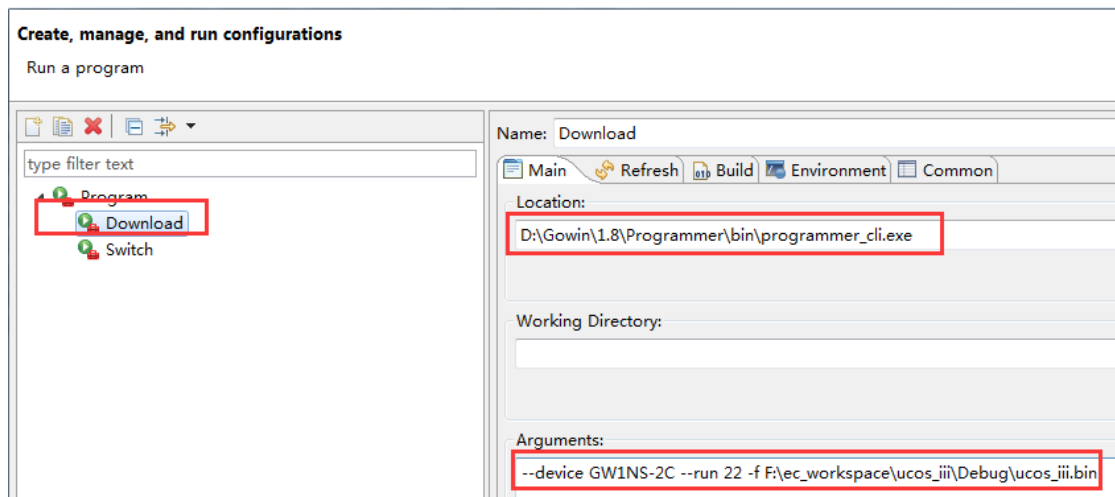 Create, manage, and run configurations
Run a program
type filter text
Program
Download
Switch
Name: Download
Main Refresh Build Environment Common
Location:
D:\Gowin\1.8\Programmer\bin\programmer_cli.exe
Working Directory:
Arguments:
--device GW1NS-2C --run 22 -f F:\ec_workspace\ucos_iii\Debug\ucos_iii.bin